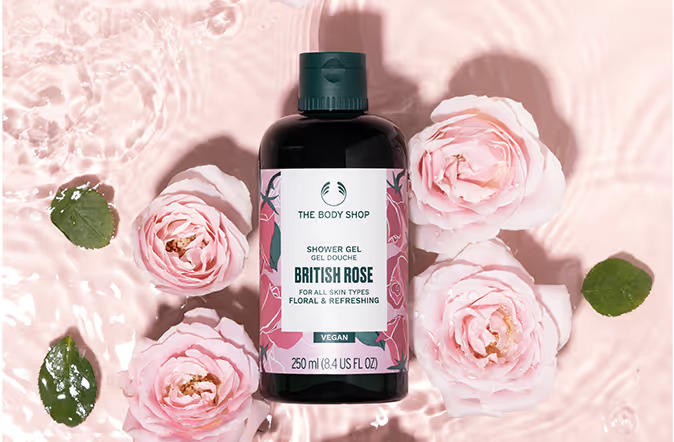 THE BODY SHOP
SHOWER GEL
GEL DOUCHE
BRITISH ROSE
FOR ALL SKIN TYPES
FLORAL & REFRESHING
VEGAN
250 ml (8.4 US FL OZ)